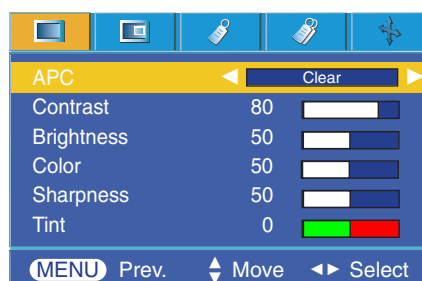 APC Clear
Contrast 80
Brightness 50
Color 50
Sharpness 50
Tint 0
MENU Prev. Move Select